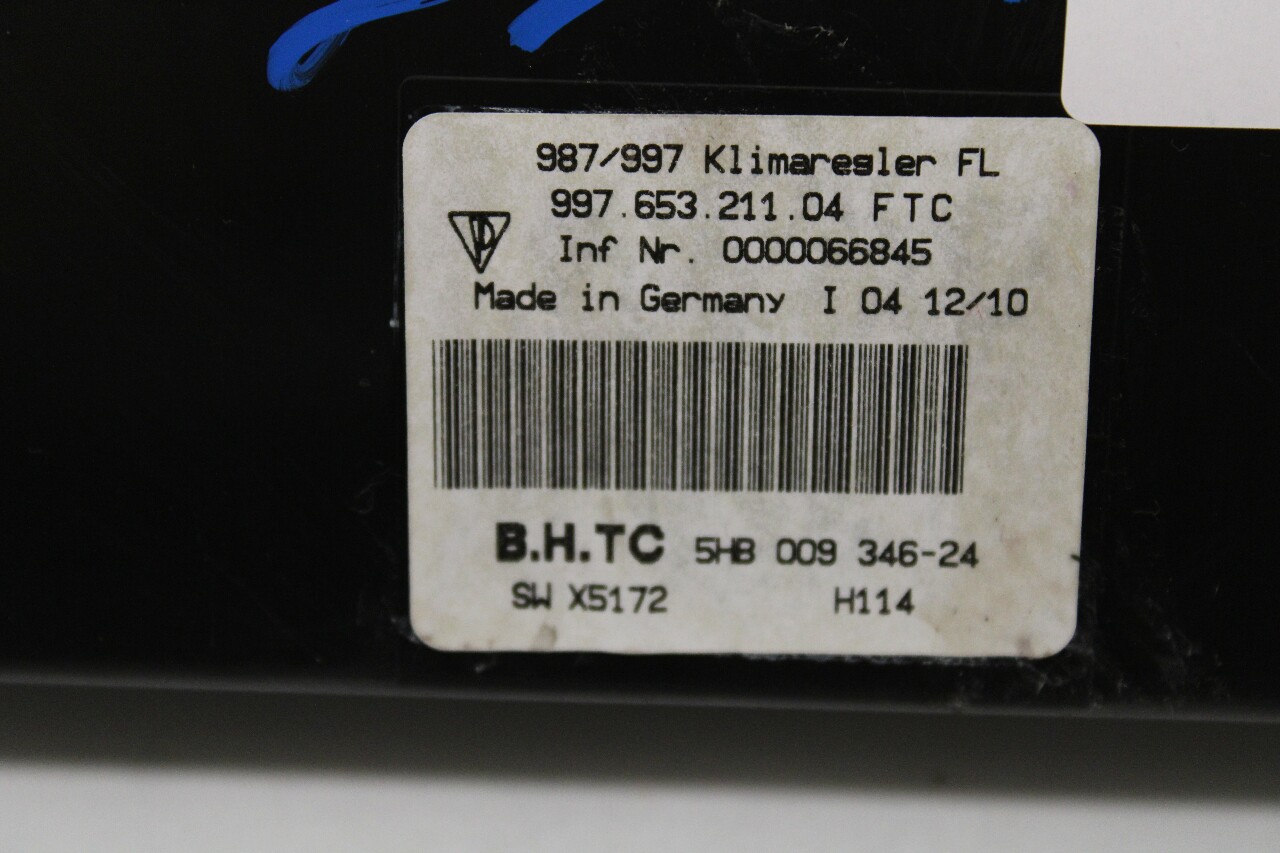 987/997 Klimaregler FL
997.653.211.04 FTC
Inf Nr. 0000066845
Made in Germany I 04 12/10
B.H.TC 5HB 009 346-24
SW X5172 H114